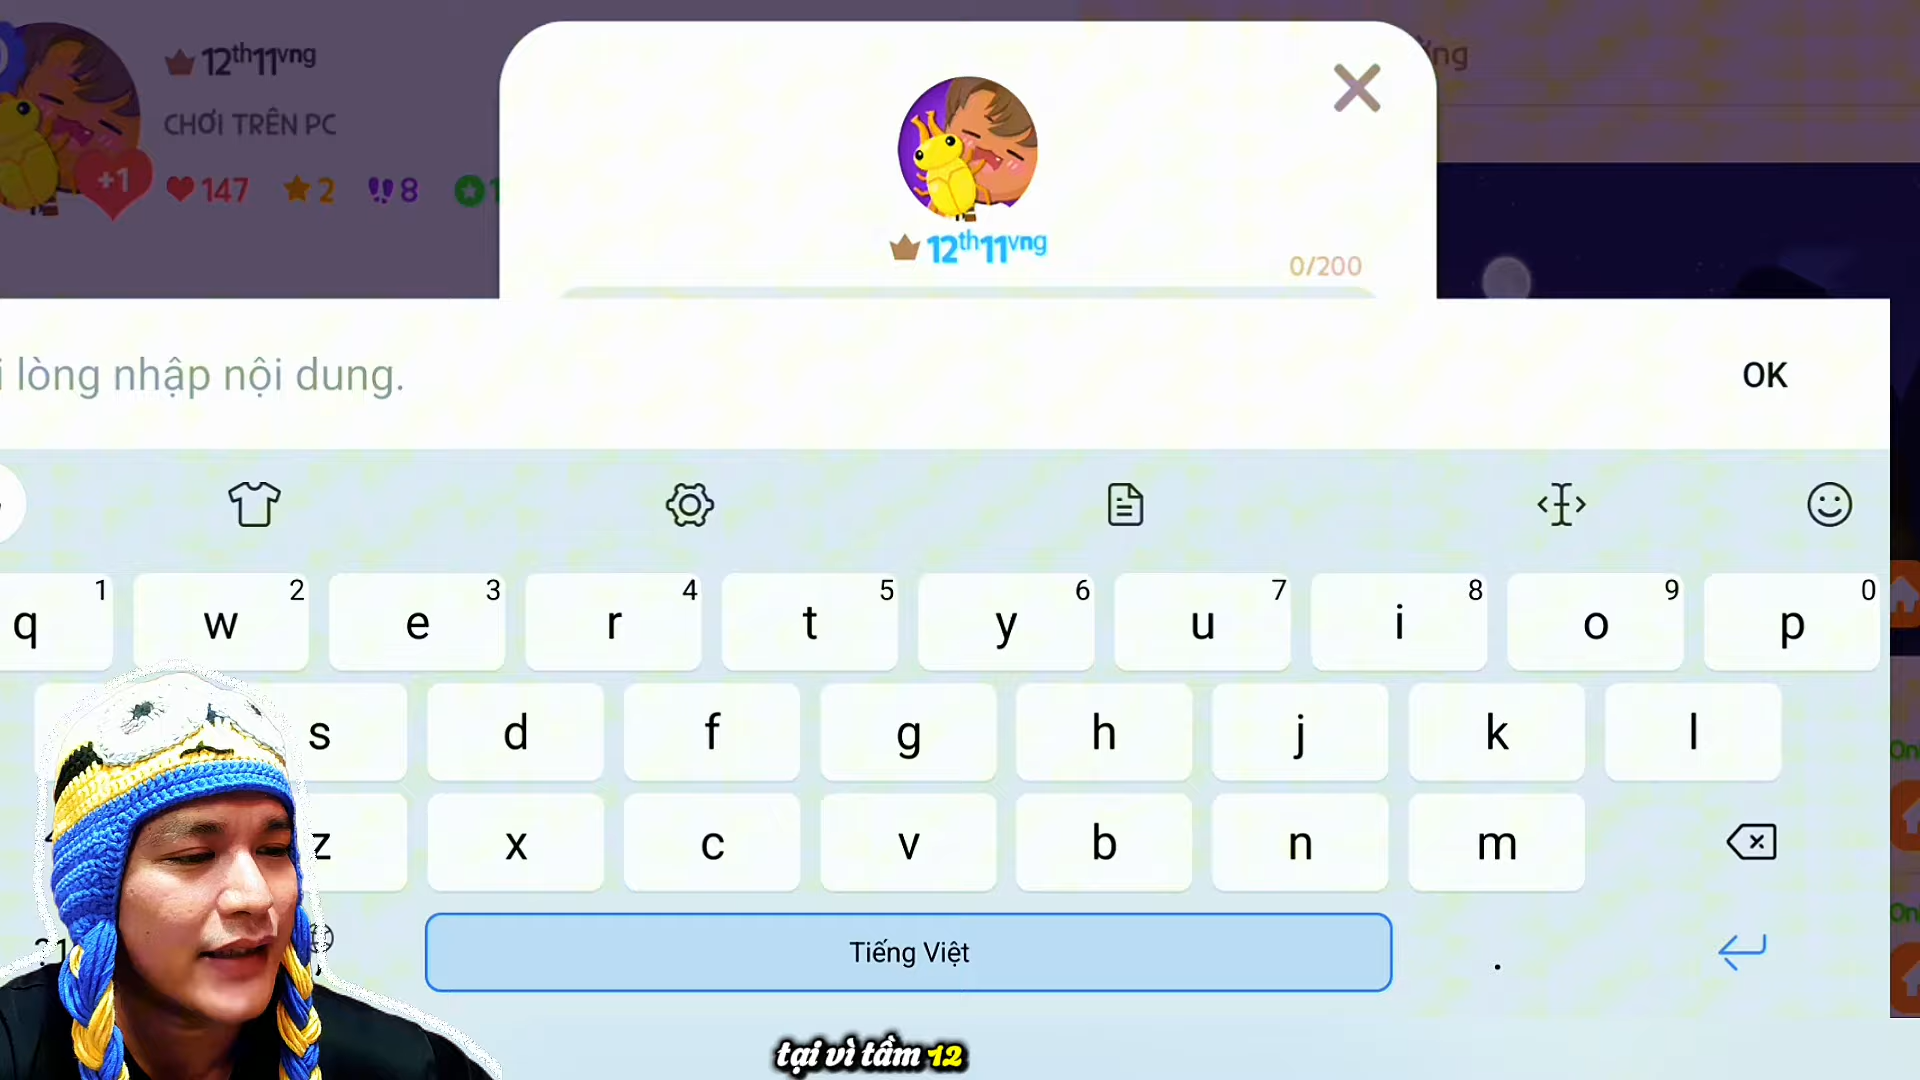 12th11vng
CHƠI TRÊN PC
+1
147
2
8
12th11vng
0/200
i lòng nhập nội dung.
OK
q 1
w 2
e 3
r 4
t 5
y 6
u 7
i 8
o 9
p 0
s
d
f
g
h
j
k
l
z
x
c
v
b
n
m
Tiếng Việt
.
tại vì tầm 12